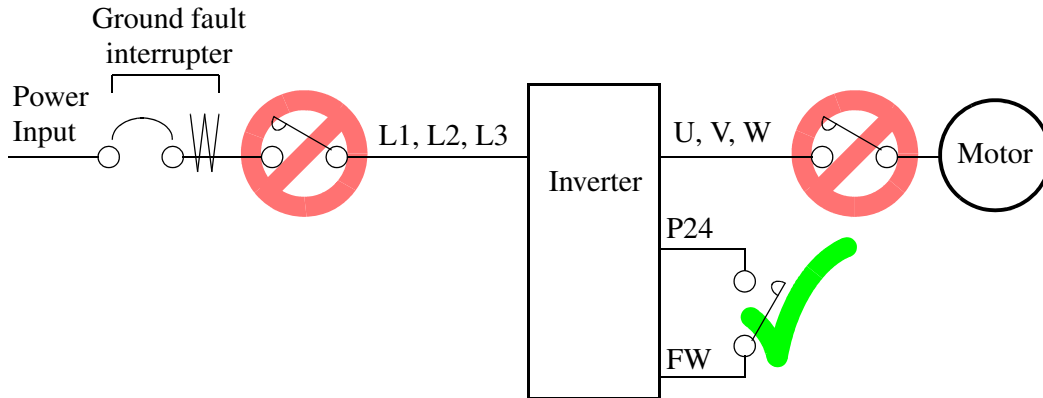 Ground fault
interrupter
Power
Input
L1, L2, L3
Inverter
U, V, W
Motor
P24
FW